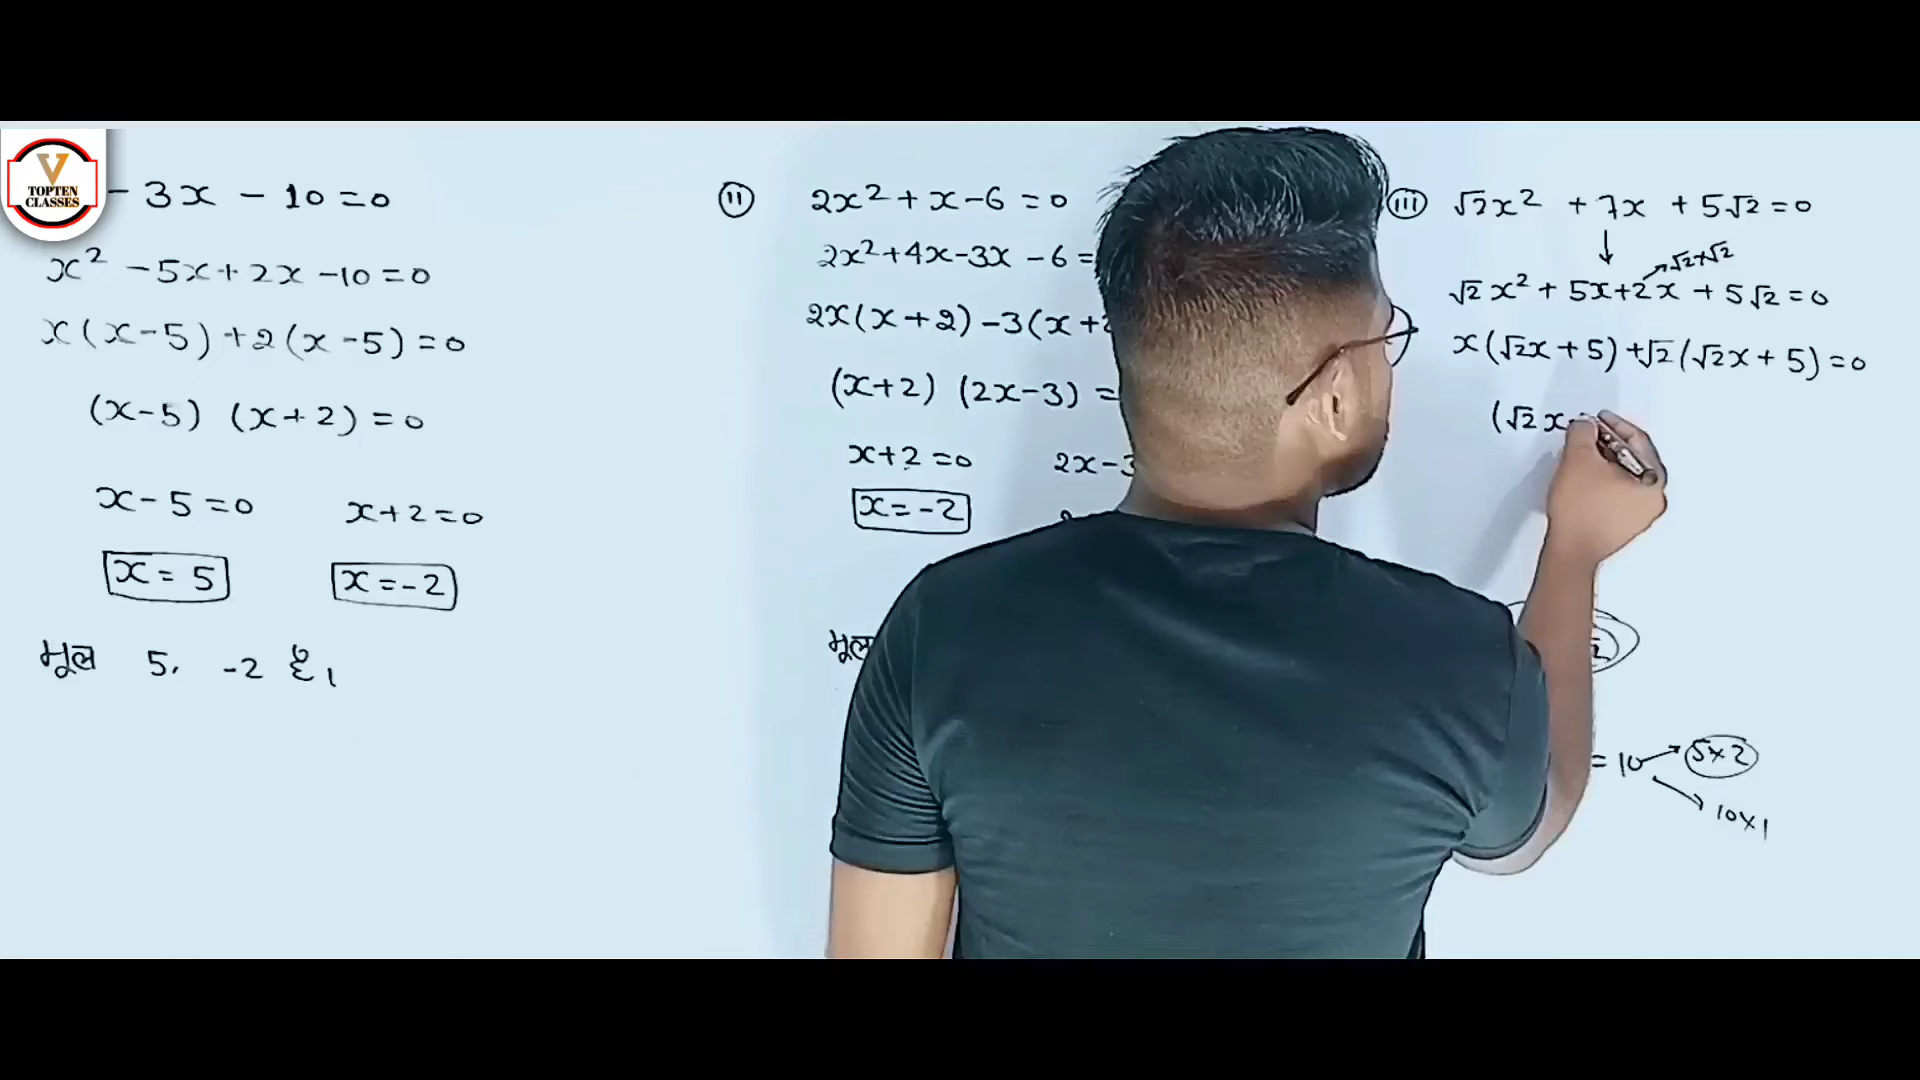 V
TOPTEN
CLASSES
- 3x - 10 = 0
x² - 5x + 2x - 10 = 0
x(x - 5) + 2(x - 5) = 0
(x - 5) (x + 2) = 0
x - 5 = 0 x + 2 = 0
x = 5 x = -2
मूल 5, -2 है।
(ii) 2x² + x - 6 = 0
2x² + 4x - 3x - 6 =
2x(x + 2) - 3(x +
(x + 2) (2x - 3) =
x + 2 = 0 2x - 3
x = -2
मूल
(iii) √2x² + 7x + 5√2 = 0
↓ √2×√2
√2x² + 5x + 2x + 5√2 = 0
x(√2x + 5) + √2(√2x + 5) = 0
(√2x
= 10 5×2
10×1